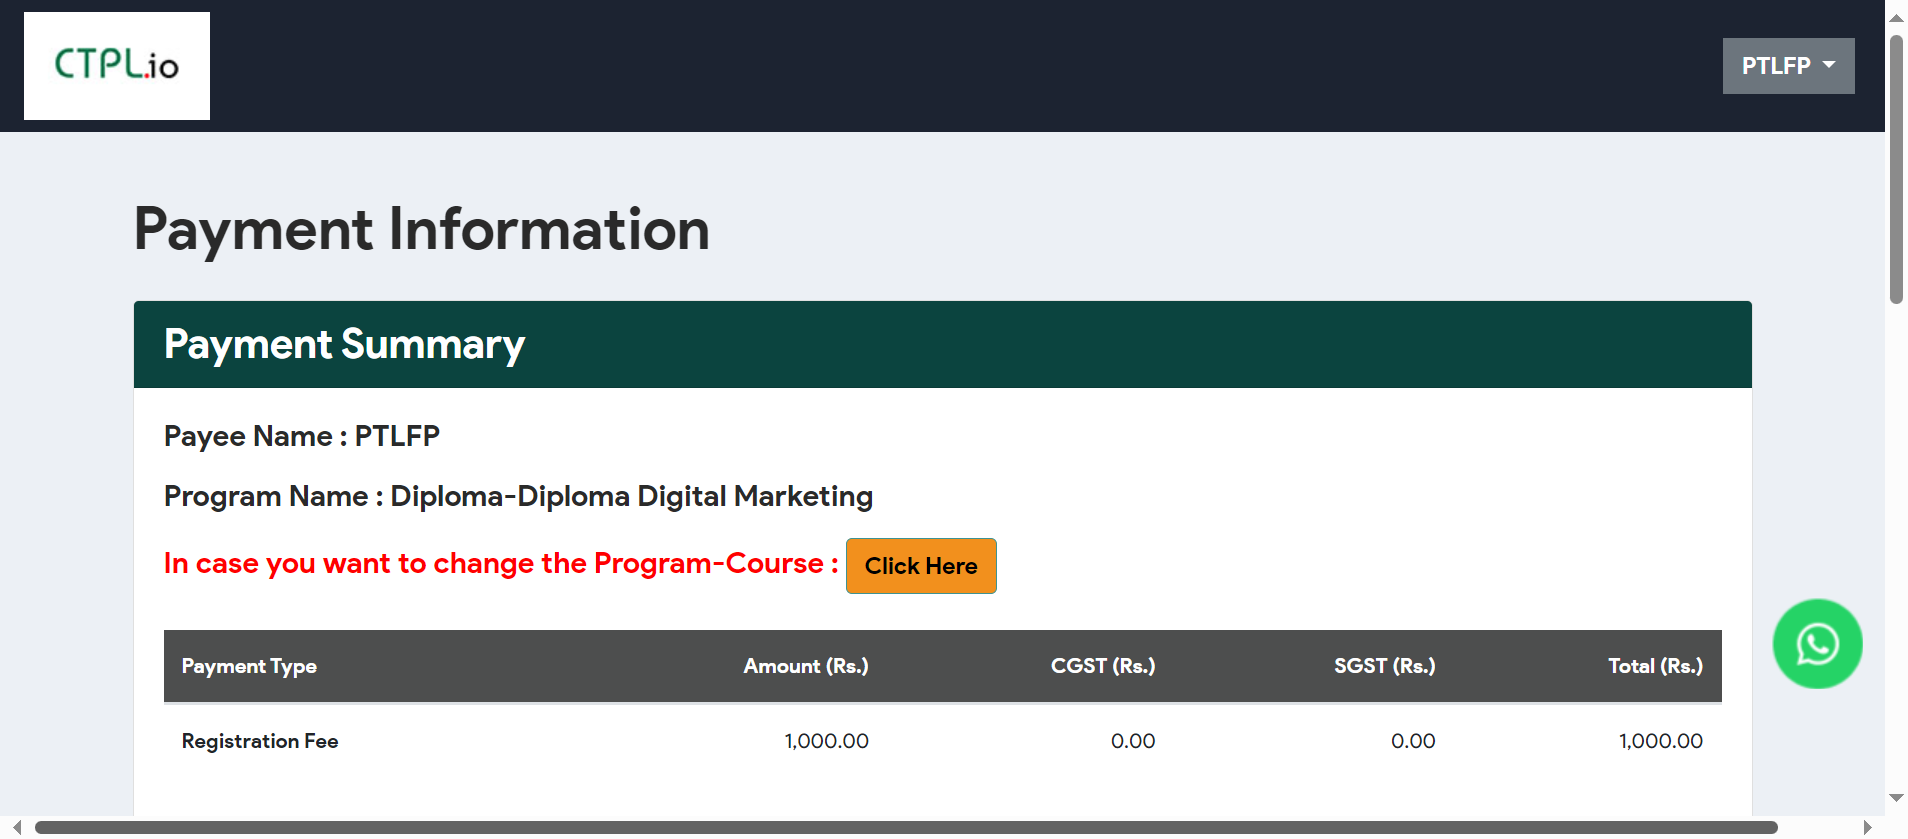 CTPL.io
PTLFP
Payment Information
Payment Summary
Payee Name : PTLFP
Program Name : Diploma-Diploma Digital Marketing
In case you want to change the Program-Course : Click Here
Payment Type Amount (Rs.) CGST (Rs.) SGST (Rs.) Total (Rs.)
Registration Fee 1,000.00 0.00 0.00 1,000.00